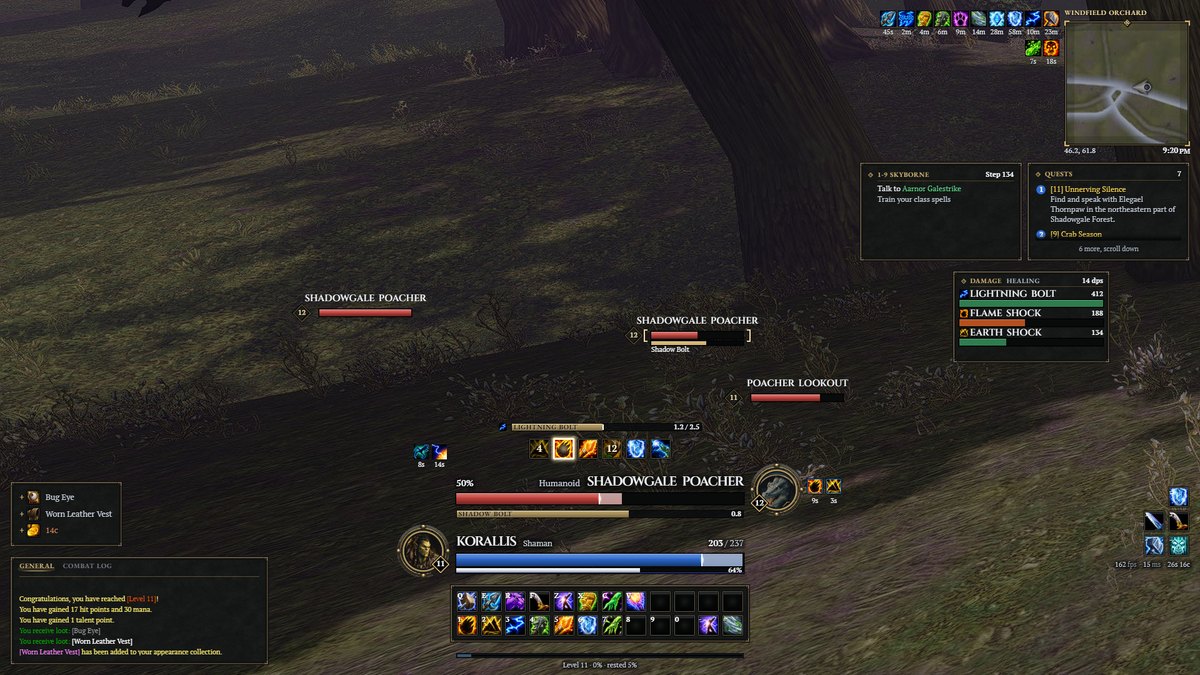 WINDFIELD ORCHARD
45s 2m 4m 6m 9m 14m 28m 58m 10m 23m
7s 18s
46.2, 61.8
9:20 PM
1-9 SKYBORNE
Step 134
Talk to Aarnor Galestrike
Train your class spells
QUESTS
7
1
[11] Unnerving Silence
Find and speak with Elegael
Thornpaw in the northeastern part of
Shadowgale Forest.
2
[9] Crab Season
6 more, scroll down
DAMAGE HEALING
14 dps
LIGHTNING BOLT
412
FLAME SHOCK
188
EARTH SHOCK
134
SHADOWGALE POACHER
12
SHADOWGALE POACHER
12
Shadow Bolt
POACHER LOOKOUT
11
LIGHTNING BOLT
1.2 / 2.5
4 12
8s 14s
50%
Humanoid
SHADOWGALE POACHER
12
9s 3s
SHADOW BOLT
0.8
KORALLIS
Shaman
203 / 237
11
64%
+ Bug Eye
+ Worn Leather Vest
+ 14c
GENERAL
COMBAT LOG
Congratulations, you have reached [Level 11]!
You have gained 17 hit points and 30 mana.
You have gained 1 talent point.
You receive loot: [Bug Eye]
You receive loot: [Worn Leather Vest]
[Worn Leather Vest] has been added to your appearance collection.
Q E R F Z X
1 2 3 5 8 9 0
Level 11 · 0% · rested 5%
162 fps · 15 ms · 26s 16c